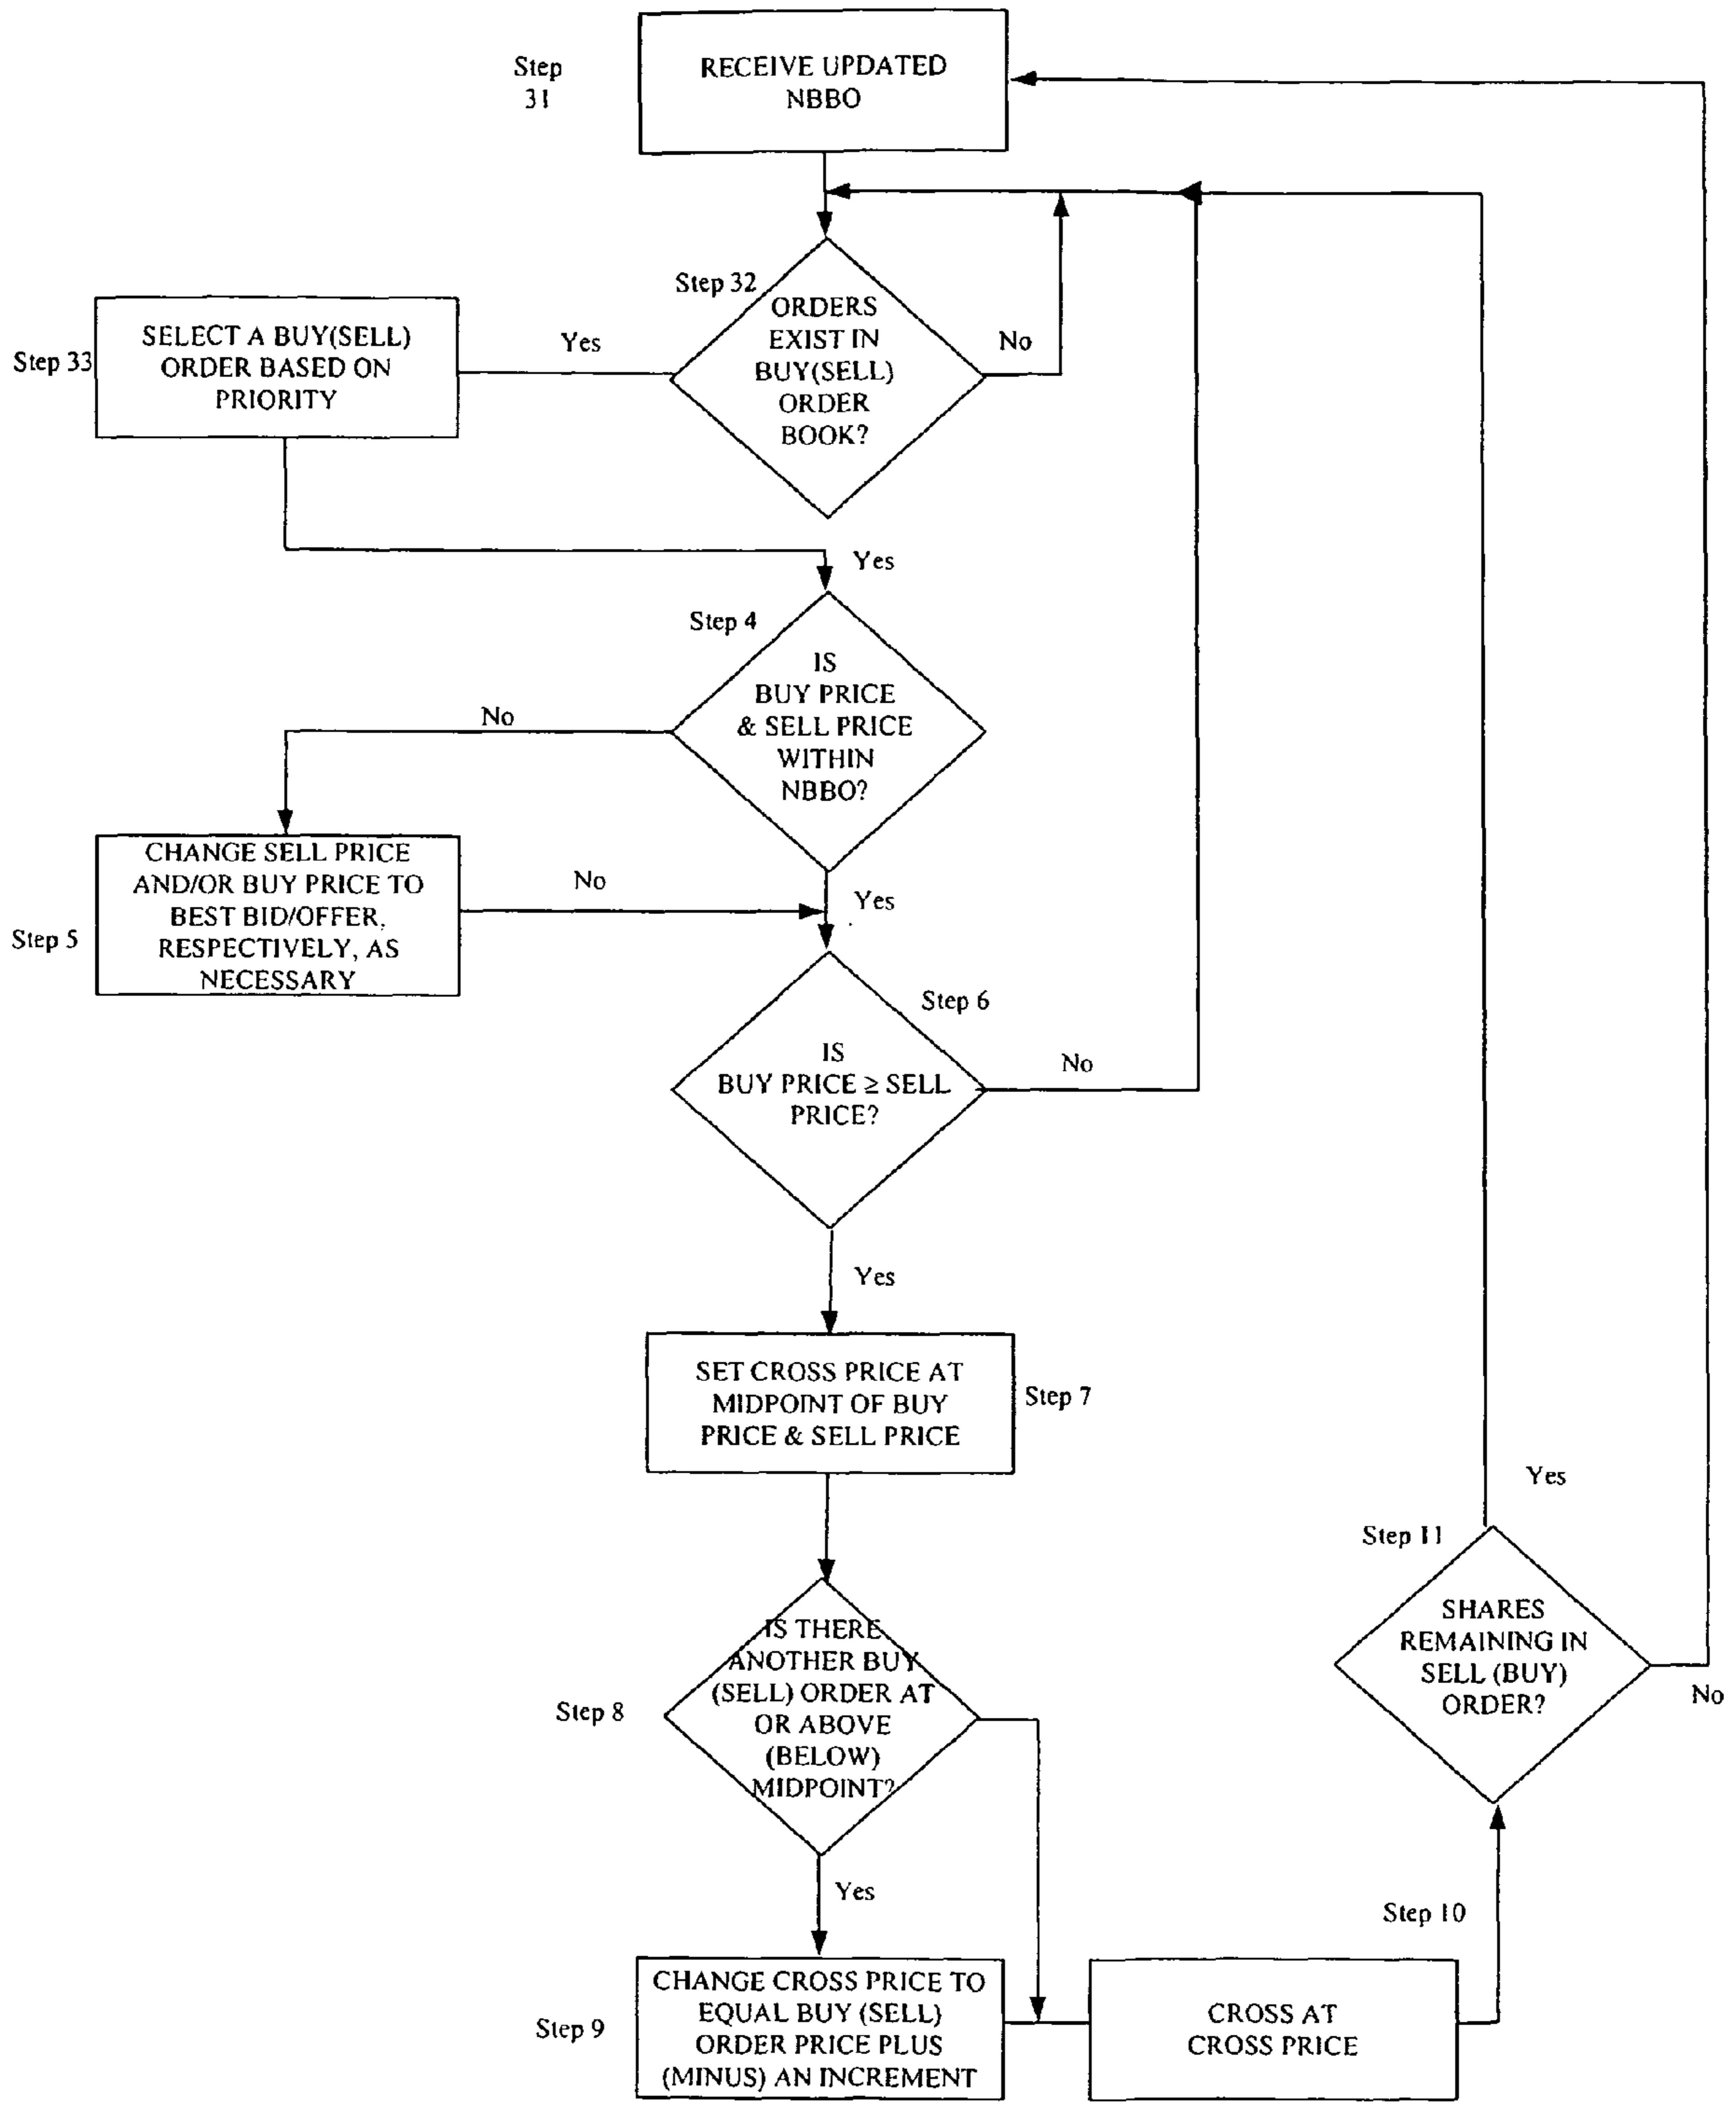 Step
31
RECEIVE UPDATED
NBBO
Step 32
ORDERS
EXIST IN
BUY(SELL)
ORDER
BOOK?
No
Yes
Step 33
SELECT A BUY(SELL)
ORDER BASED ON
PRIORITY
Yes
Step 4
IS
BUY PRICE
& SELL PRICE
WITHIN
NBBO?
No
Step 5
CHANGE SELL PRICE
AND/OR BUY PRICE TO
BEST BID/OFFER,
RESPECTIVELY, AS
NECESSARY
No
Yes
Step 6
IS
BUY PRICE ≥ SELL
PRICE?
No
Yes
SET CROSS PRICE AT
MIDPOINT OF BUY
PRICE & SELL PRICE
Step 7
Step 8
IS THERE
ANOTHER BUY
(SELL) ORDER AT
OR ABOVE
(BELOW)
MIDPOINT?
Yes
Step 9
CHANGE CROSS PRICE TO
EQUAL BUY (SELL)
ORDER PRICE PLUS
(MINUS) AN INCREMENT
Step 10
CROSS AT
CROSS PRICE
Step 11
SHARES
REMAINING IN
SELL (BUY)
ORDER?
Yes
No